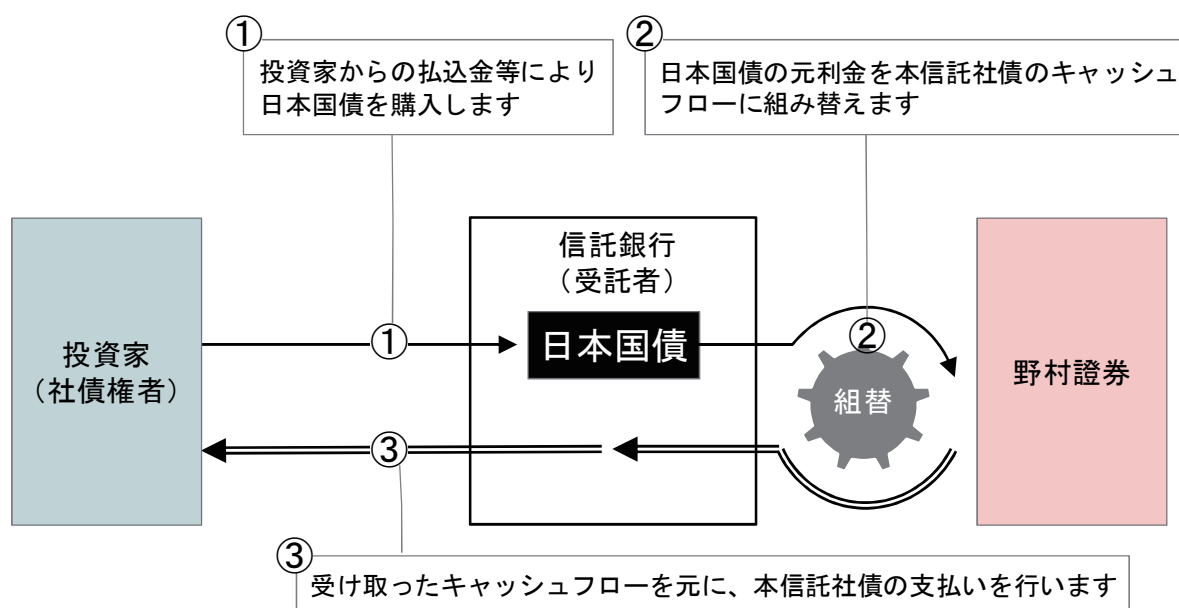 ①
投資家からの払込金等により
日本国債を購入します
②
日本国債の元利金を本信託社債のキャッシュ
フローに組み替えます
投資家
(社債権者)
①
③
信託銀行
(受託者)
日本国債
②
組替
野村證券
③
受け取ったキャッシュフローを元に、本信託社債の支払いを行います